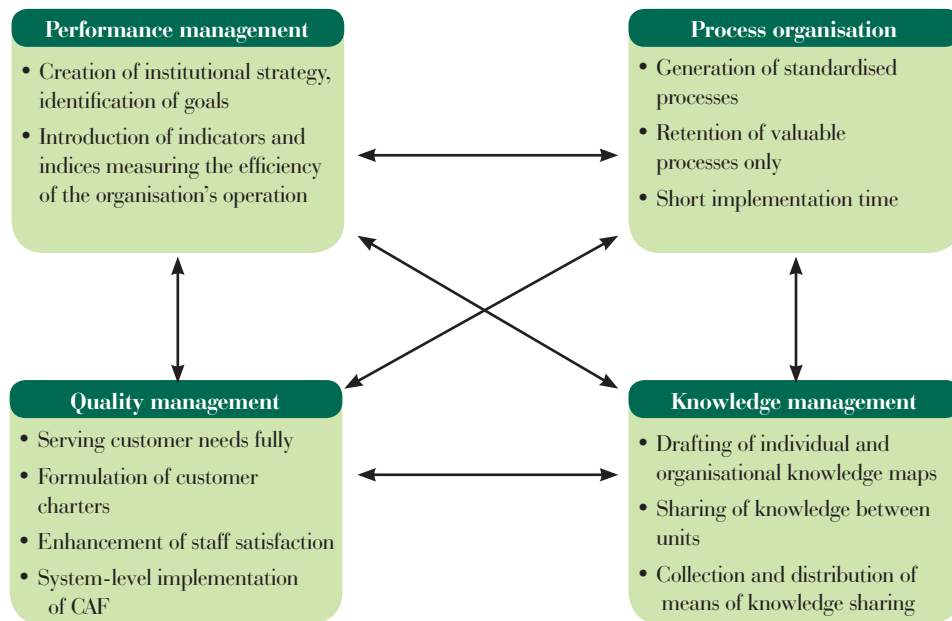 Performance management
• Creation of institutional strategy,
identification of goals
• Introduction of indicators and
indices measuring the efficiency
of the organisation's operation
Process organisation
• Generation of standardised
processes
• Retention of valuable
processes only
• Short implementation time
Quality management
• Serving customer needs fully
• Formulation of customer
charters
• Enhancement of staff satisfaction
• System-level implementation
of CAF
Knowledge management
• Drafting of individual and
organisational knowledge maps
• Sharing of knowledge between
units
• Collection and distribution of
means of knowledge sharing